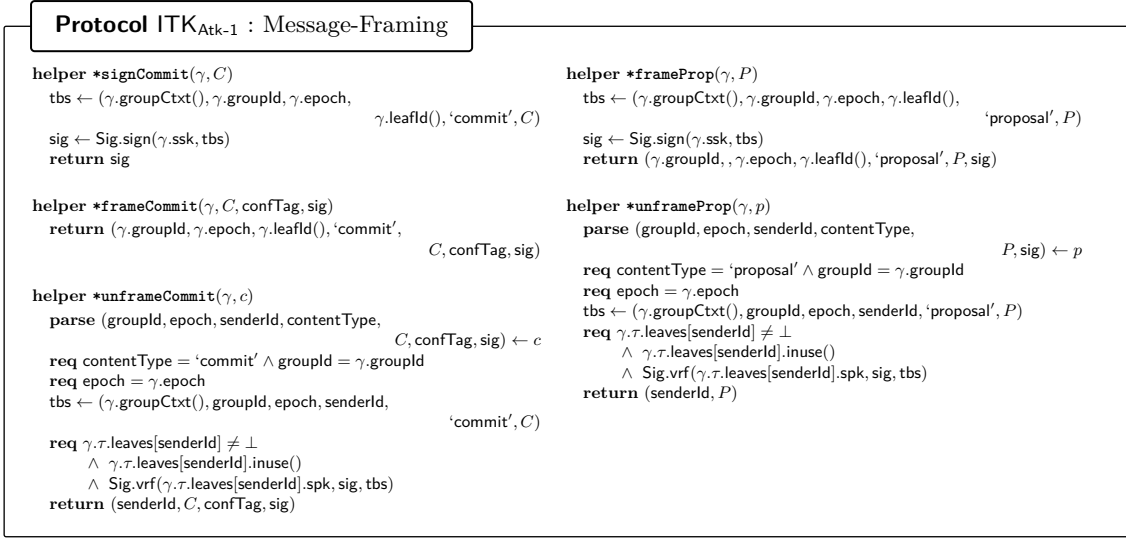 Protocol ITK_Atk-1 : Message-Framing
helper *signCommit(γ, C)
tbs ← (γ.groupCtxt(), γ.groupId, γ.epoch,
γ.leafId(), ‘commit′, C)
sig ← Sig.sign(γ.ssk, tbs)
return sig
helper *frameCommit(γ, C, confTag, sig)
return (γ.groupId, γ.epoch, γ.leafId(), ‘commit′,
C, confTag, sig)
helper *unframeCommit(γ, c)
parse (groupId, epoch, senderId, contentType,
C, confTag, sig) ← c
req contentType = ‘commit′ ∧ groupId = γ.groupId
req epoch = γ.epoch
tbs ← (γ.groupCtxt(), groupId, epoch, senderId,
‘commit′, C)
req γ.τ.leaves[senderId] ≠ ⊥
∧ γ.τ.leaves[senderId].inuse()
∧ Sig.vrf(γ.τ.leaves[senderId].spk, sig, tbs)
return (senderId, C, confTag, sig)
helper *frameProp(γ, P)
tbs ← (γ.groupCtxt(), γ.groupId, γ.epoch, γ.leafId(),
‘proposal′, P)
sig ← Sig.sign(γ.ssk, tbs)
return (γ.groupId, , γ.epoch, γ.leafId(), ‘proposal′, P, sig)
helper *unframeProp(γ, p)
parse (groupId, epoch, senderId, contentType,
P, sig) ← p
req contentType = ‘proposal′ ∧ groupId = γ.groupId
req epoch = γ.epoch
tbs ← (γ.groupCtxt(), groupId, epoch, senderId, ‘proposal′, P)
req γ.τ.leaves[senderId] ≠ ⊥
∧ γ.τ.leaves[senderId].inuse()
∧ Sig.vrf(γ.τ.leaves[senderId].spk, sig, tbs)
return (senderId, P)